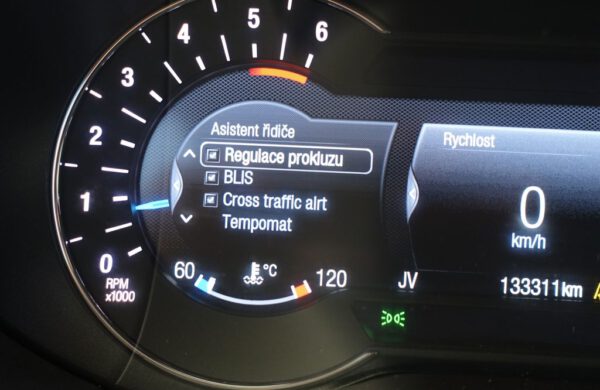 6
5
4
3
2
1
0
RPM
x1000
Asistent řidiče
Regulace prokluzu
BLIS
Cross traffic alrt
Tempomat
60 °C 120
Rychlost
0
km/h
JV 133311km